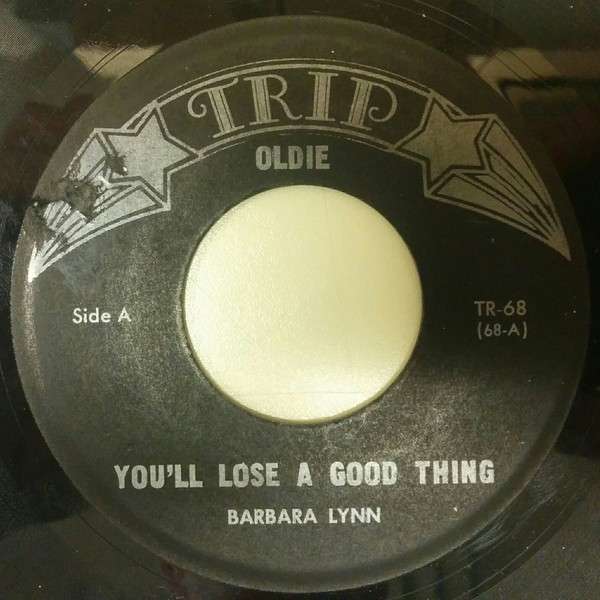 TRIP
OLDIE
Side A
TR-68
(68-A)
YOU'LL LOSE A GOOD THING
BARBARA LYNN